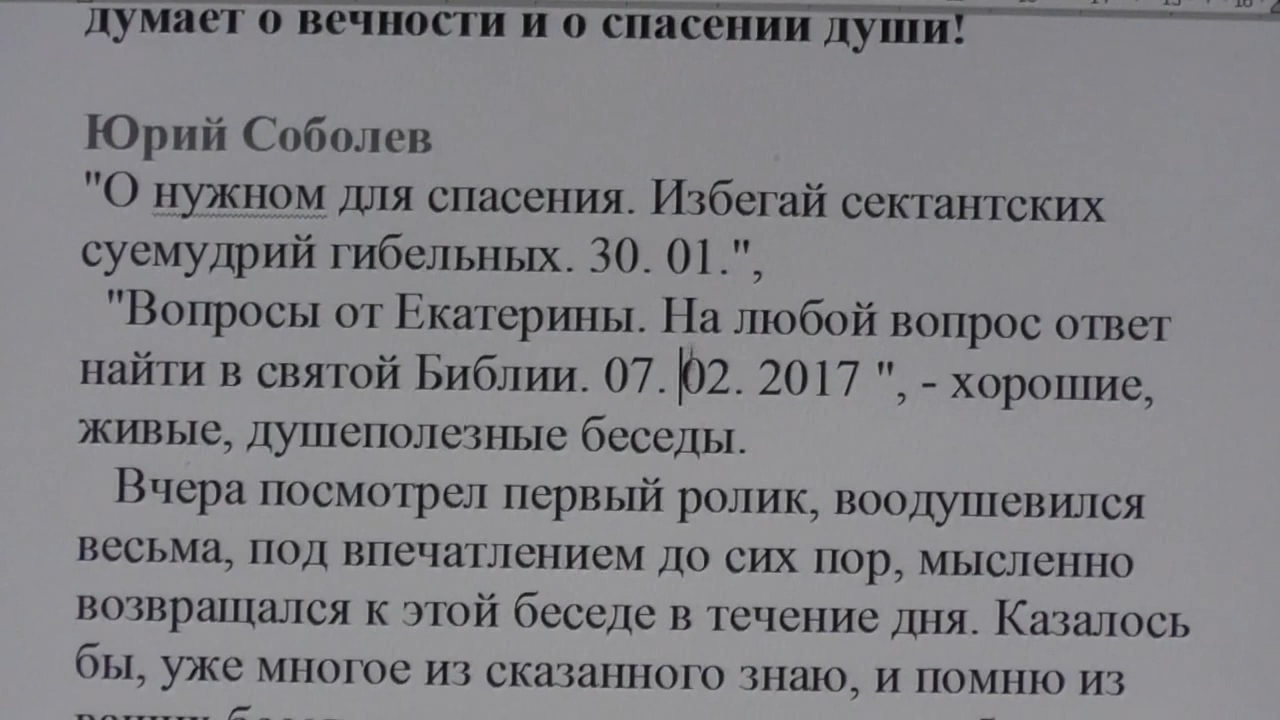 думает о вечности и о спасении души!
Юрий Соболев
"О нужном для спасения. Избегай сектантских
суемудрий гибельных. 30. 01.",
"Вопросы от Екатерины. На любой вопрос ответ
найти в святой Библии. 07. 02. 2017 ", - хорошие,
живые, душеполезные беседы.
Вчера посмотрел первый ролик, воодушевился
весьма, под впечатлением до сих пор, мысленно
возвращался к этой беседе в течение дня. Казалось
бы, уже многое из сказанного знаю, и помню из